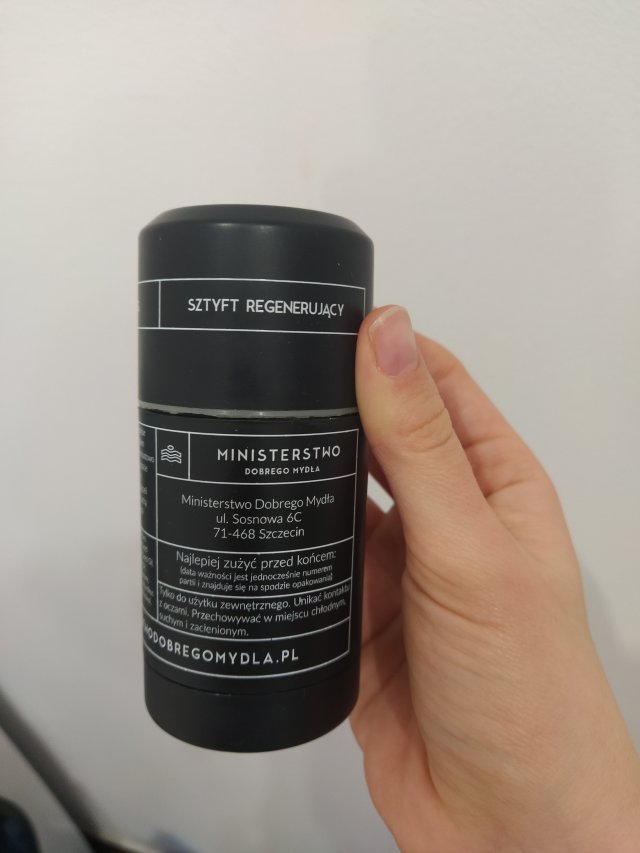 SZTYFT REGENERUJĄCY
MINISTERSTWO
DOBREGO MYDŁA
Ministerstwo Dobrego Mydła
ul. Sosnowa 6C
71-468 Szczecin
Najlepiej zużyć przed końcem:
(data ważności jest jednocześnie numerem
partii i znajduje się na spodzie opakowania)
Tylko do użytku zewnętrznego. Unikać kontaktu
z oczami. Przechowywać w miejscu chłodnym,
suchym i zacienionym.
WODOBREGOMYDLA.PL